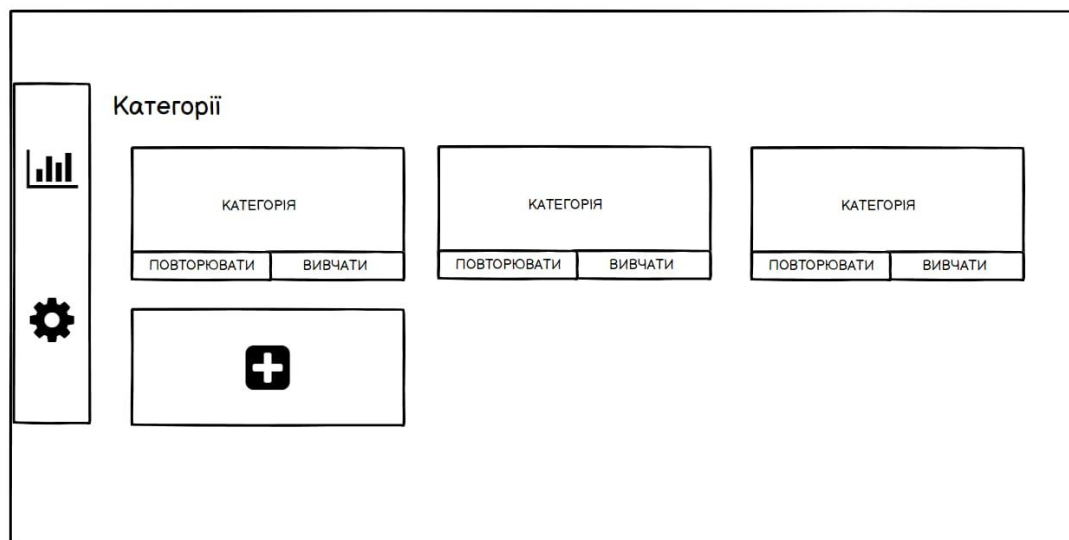 Категорії
КАТЕГОРІЯ
КАТЕГОРІЯ
КАТЕГОРІЯ
ПОВТОРЮВАТИ ВИВЧАТИ
ПОВТОРЮВАТИ ВИВЧАТИ
ПОВТОРЮВАТИ ВИВЧАТИ